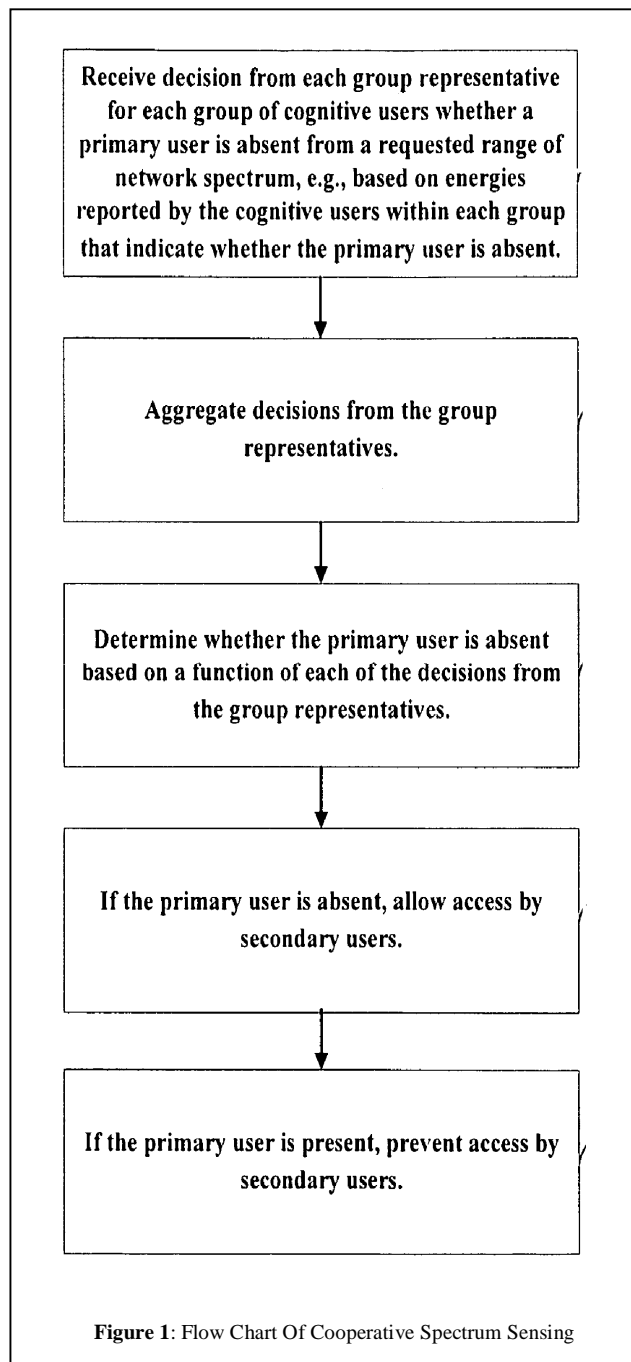 Receive decision from each group representative
for each group of cognitive users whether a
primary user is absent from a requested range of
network spectrum, e.g., based on energies
reported by the cognitive users within each group
that indicate whether the primary user is absent.
Aggregate decisions from the group
representatives.
Determine whether the primary user is absent
based on a function of each of the decisions from
the group representatives.
If the primary user is absent, allow access by
secondary users.
If the primary user is present, prevent access by
secondary users.
Figure 1: Flow Chart Of Cooperative Spectrum Sensing